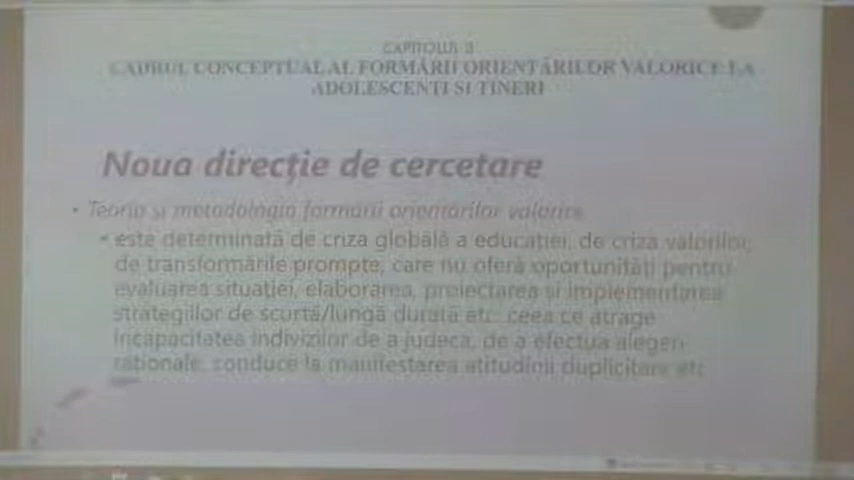 CAPITOLUL 3
CADRUL CONCEPTUAL AL FORMĂRII ORIENTĂRILOR VALORICE LA
ADOLESCENȚI ȘI TINERI
Noua direcție de cercetare
• Teoria și metodologia formării orientărilor valorice
• este determinată de criza globală a educației, de criza valorilor,
de transformările prompte, care nu oferă oportunități pentru
evaluarea situației, elaborarea, proiectarea și implementarea
strategiilor de scurtă/lungă durată etc. ceea ce atrage
incapacitatea indivizilor de a judeca, de a efectua alegeri
raționale, conduce la manifestarea atitudinii duplicitare etc